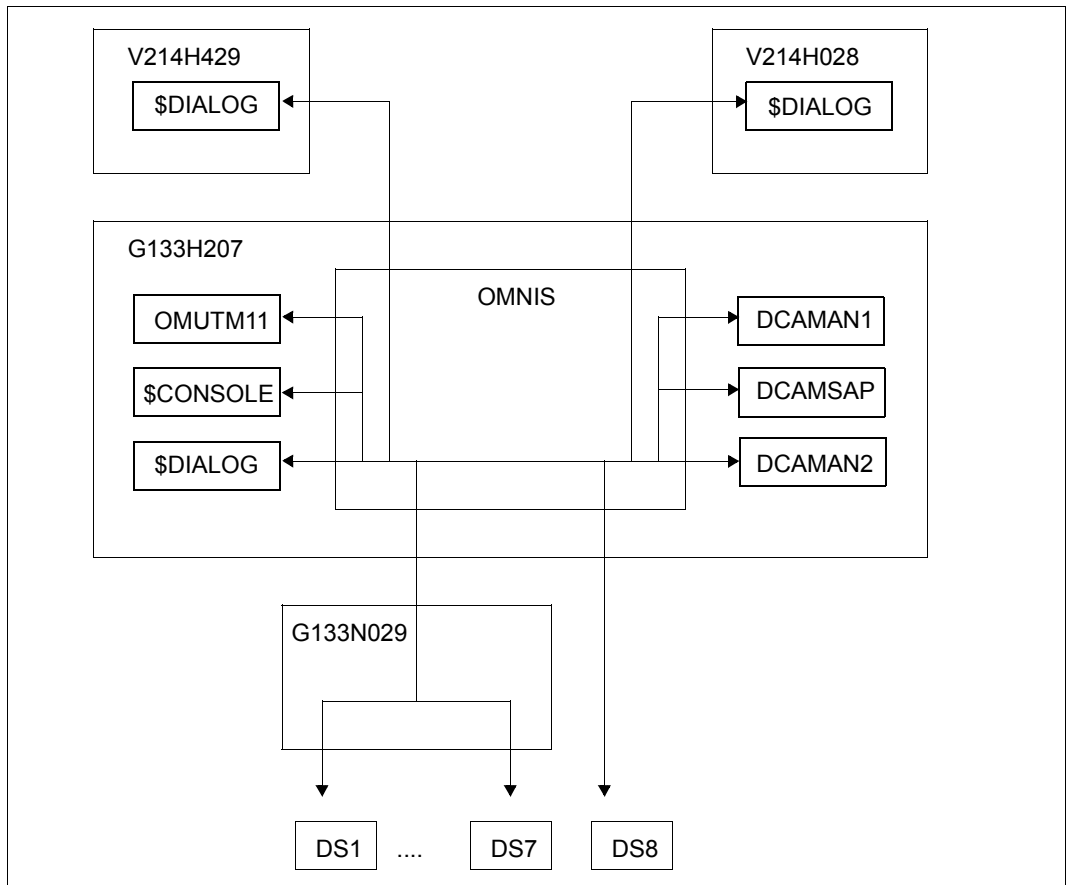 V214H429
$DIALOG
V214H028
$DIALOG
G133H207
OMNIS
OMUTM11
$CONSOLE
$DIALOG
DCAMAN1
DCAMSAP
DCAMAN2
G133N029
DS1
....
DS7
DS8